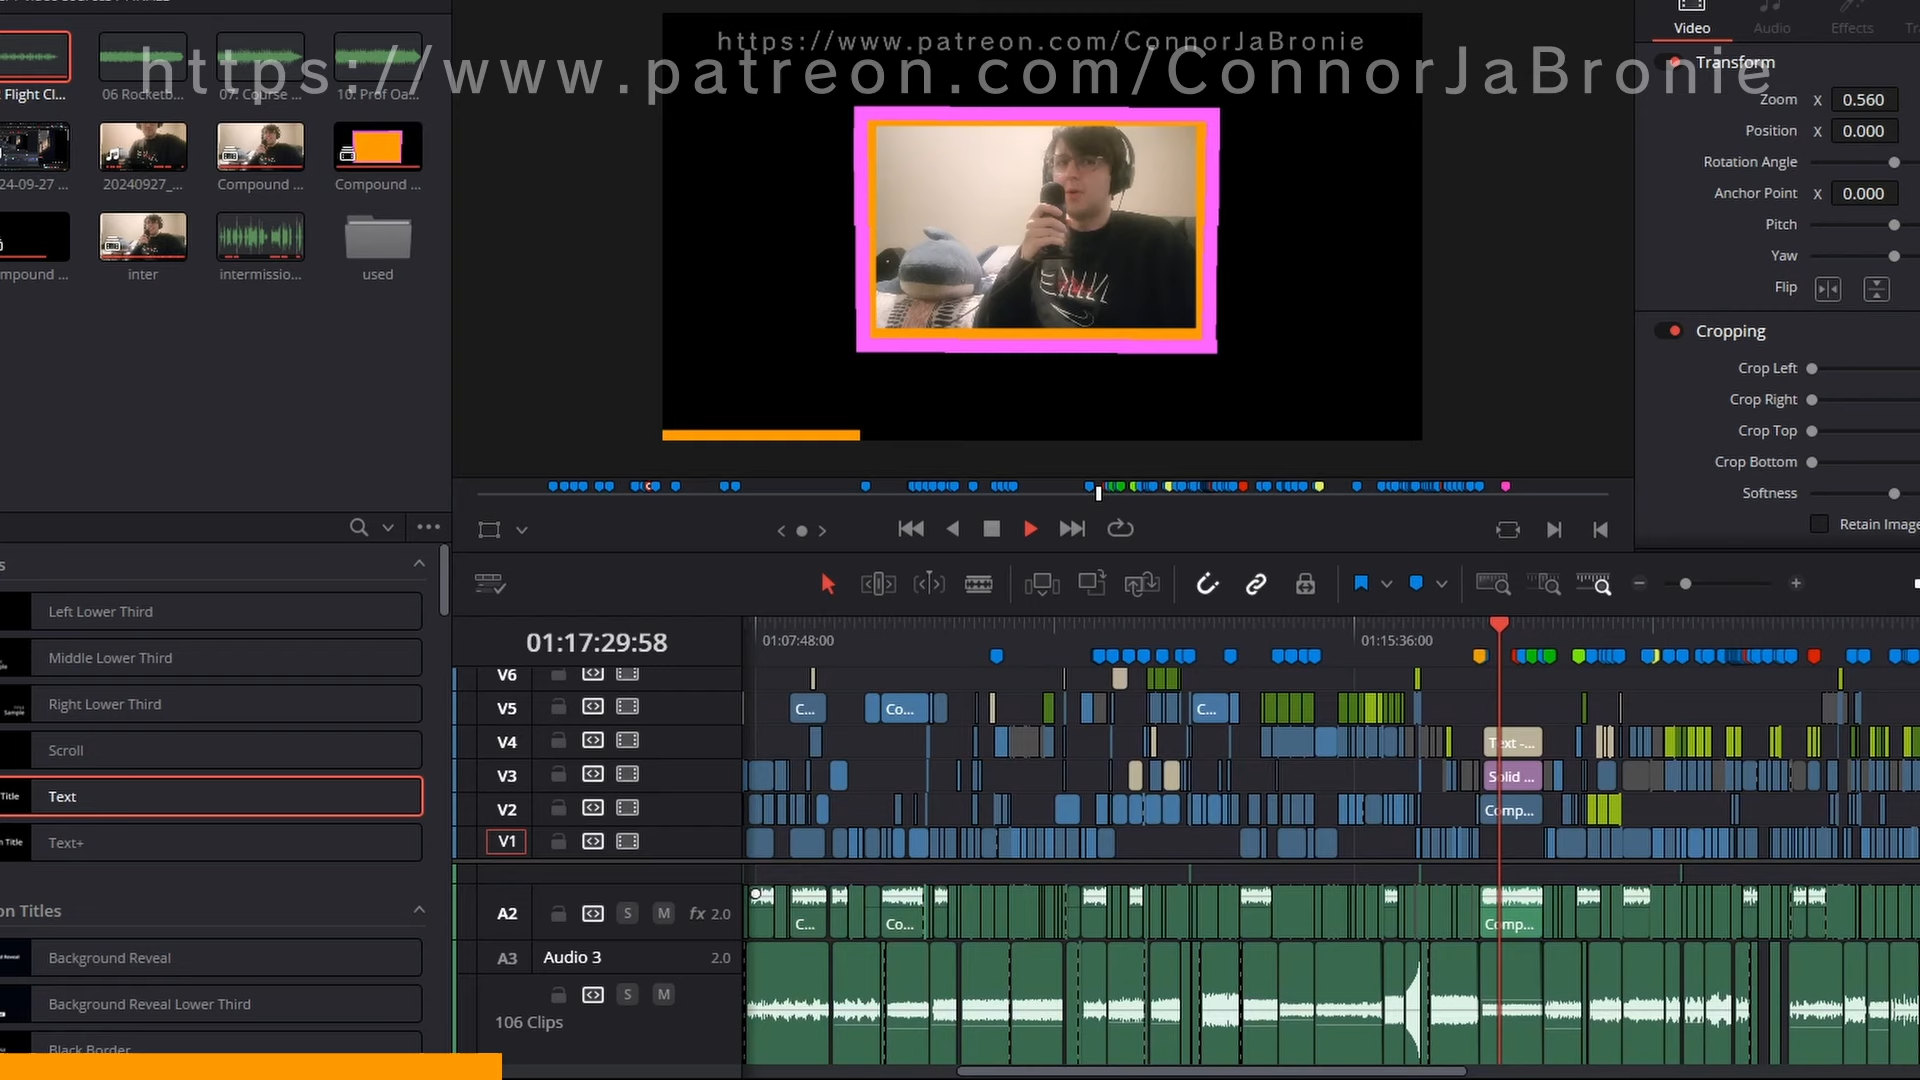 https://www.patreon.com/ConnorJaBronie
https://www.patreon.com/ConnorJaBronie
Flight Cl...
06 Rocketb...
07. Course ...
10. Prof Oa...
24-09-27 ...
20240927_...
Compound ...
Compound ...
mpound ...
inter
intermissio...
used
Video
Audio
Effects
Transform
Zoom X 0.560
Position X 0.000
Rotation Angle
Anchor Point X 0.000
Pitch
Yaw
Flip
Cropping
Crop Left
Crop Right
Crop Top
Crop Bottom
Softness
Retain Image
Left Lower Third
Middle Lower Third
Right Lower Third
Scroll
Title Text
Text+
on Titles
Background Reveal
Background Reveal Lower Third
Black Border
01:17:29:58
01:07:48:00
01:15:36:00
V6
V5
C...
Co...
C...
V4
Text -...
V3
Solid ...
V2
Comp...
V1
A2
S M fx 2.0
C...
Co...
Comp...
A3 Audio 3 2.0
S M
106 Clips